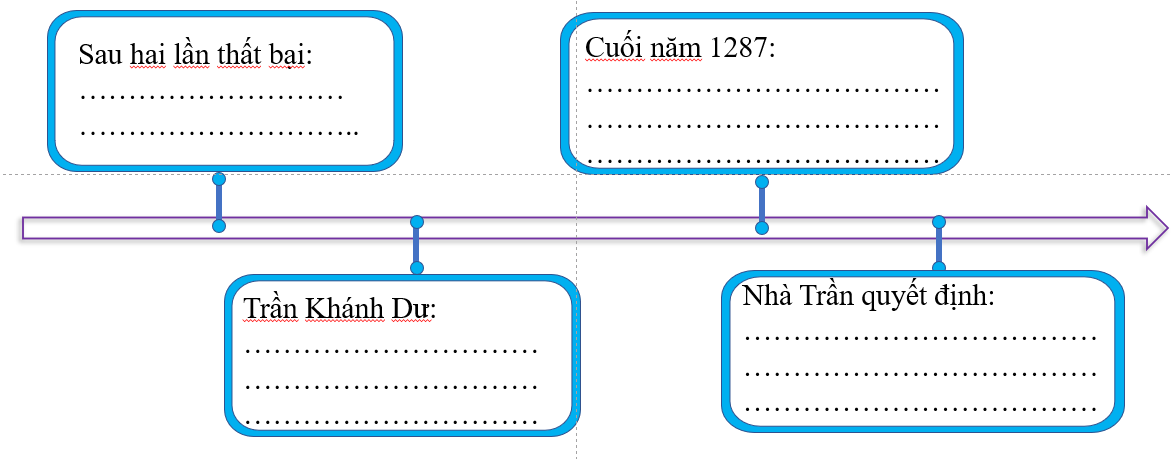 Sau hai lần thất bại:
…………………………
………………………..
Cuối năm 1287:
………………………………
………………………………
………………………………
Trần Khánh Dư:
…………………………
…………………………
…………………………
Nhà Trần quyết định:
………………………………
………………………………
………………………………